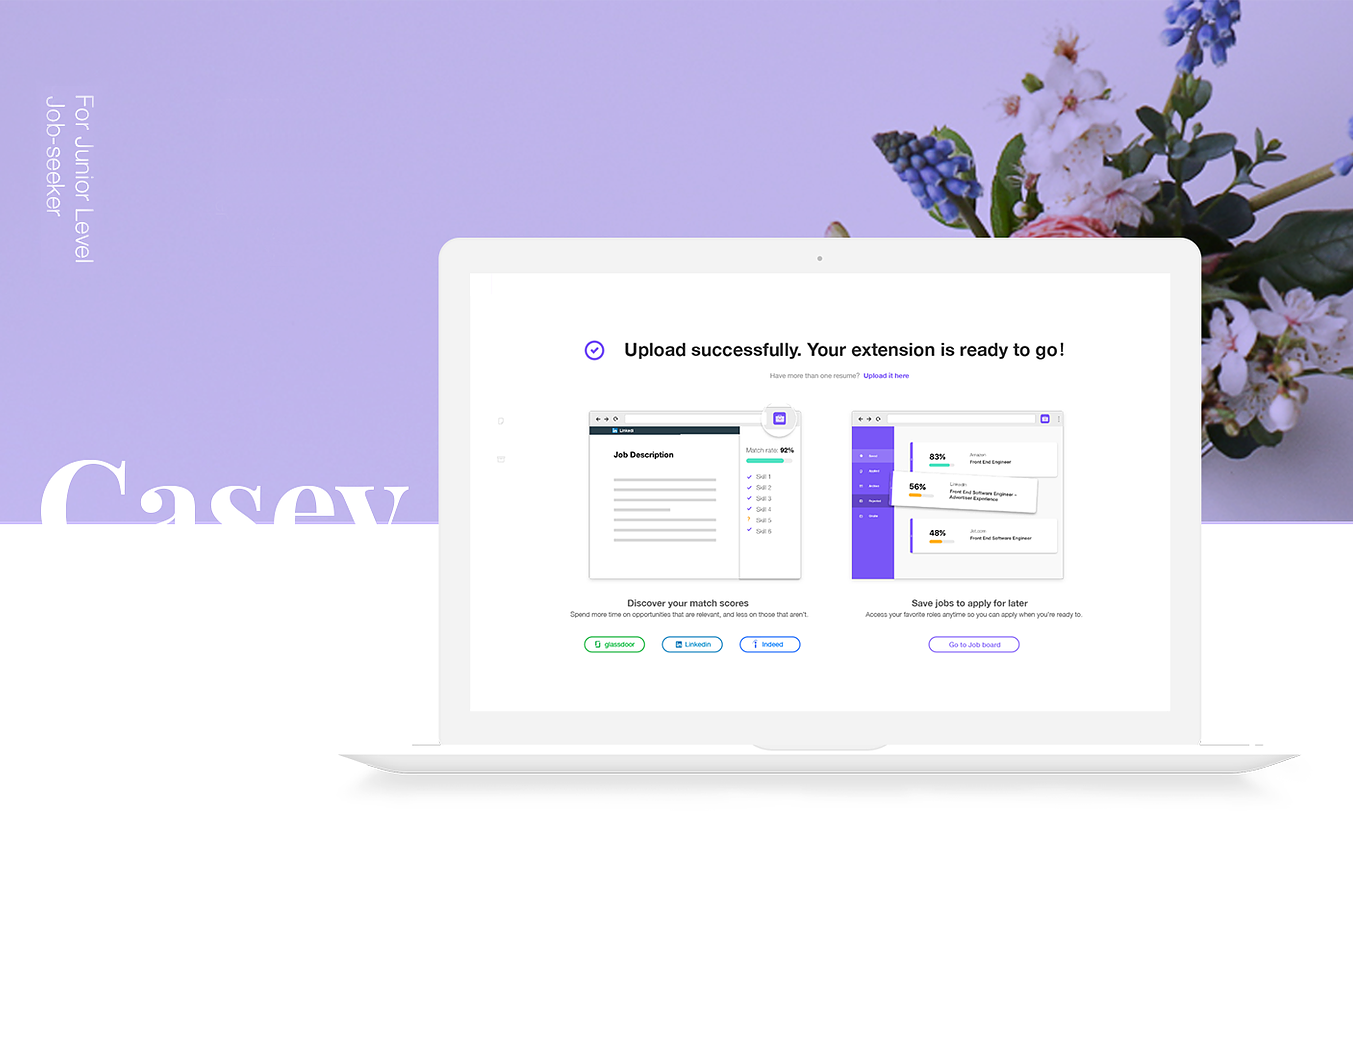 For Junior Level
Job-seeker
Casey
Upload successfully. Your extension is ready to go!
Have more than one resume? Upload it here
LinkedI
Job Description
Match rate: 92%
Skill 1
Skill 2
Skill 3
Skill 4
? Skill 5
Skill 6
Saved
Applied
Archive
Rejected
83%
Amazon
Front End Engineer
56%
LinkedIn
Front End Software Engineer –
Advertiser Experience
48%
Jet.com
Front End Software Engineer
Discover your match scores
Spend more time on opportunities that are relevant, and less on those that aren't.
glassdoor
Linkedin
Indeed
Save jobs to apply for later
Access your favorite roles anytime so you can apply when you're ready to.
Go to Job board